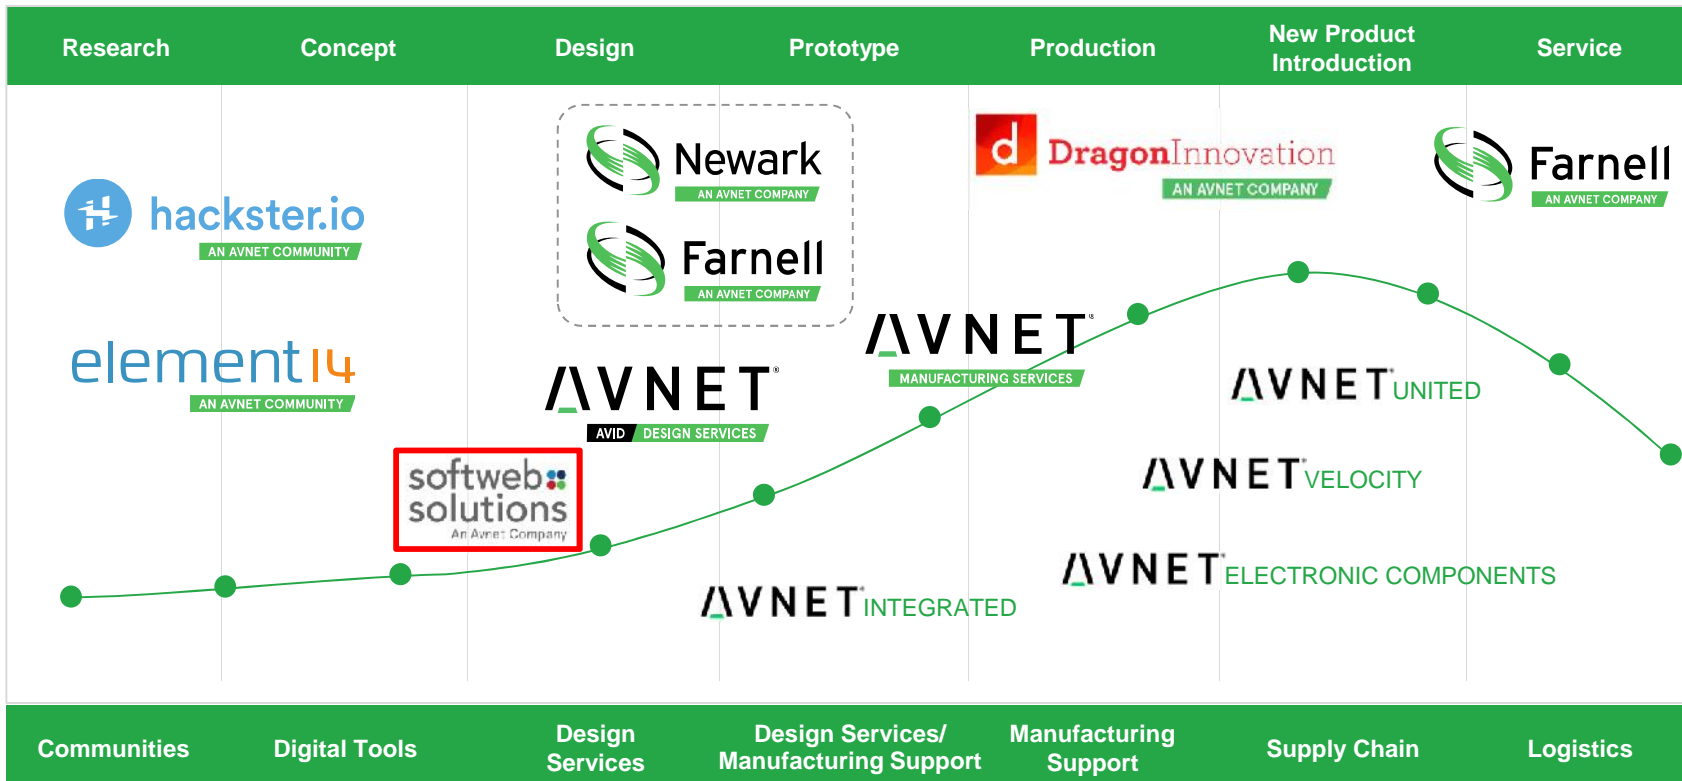 Research
Concept
Design
Prototype
Production
New Product
Introduction
Service
hackster.io
AN AVNET COMMUNITY
element14
AN AVNET COMMUNITY
softweb
solutions
An Avnet Company
Newark
AN AVNET COMPANY
Farnell
AN AVNET COMPANY
AVNET®
AVID DESIGN SERVICES
AVNET®
MANUFACTURING SERVICES
AVNET® INTEGRATED
d DragonInnovation
AN AVNET COMPANY
AVNET® UNITED
AVNET® VELOCITY
AVNET® ELECTRONIC COMPONENTS
Farnell
AN AVNET COMPANY
Communities
Digital Tools
Design
Services
Design Services/
Manufacturing Support
Manufacturing
Support
Supply Chain
Logistics